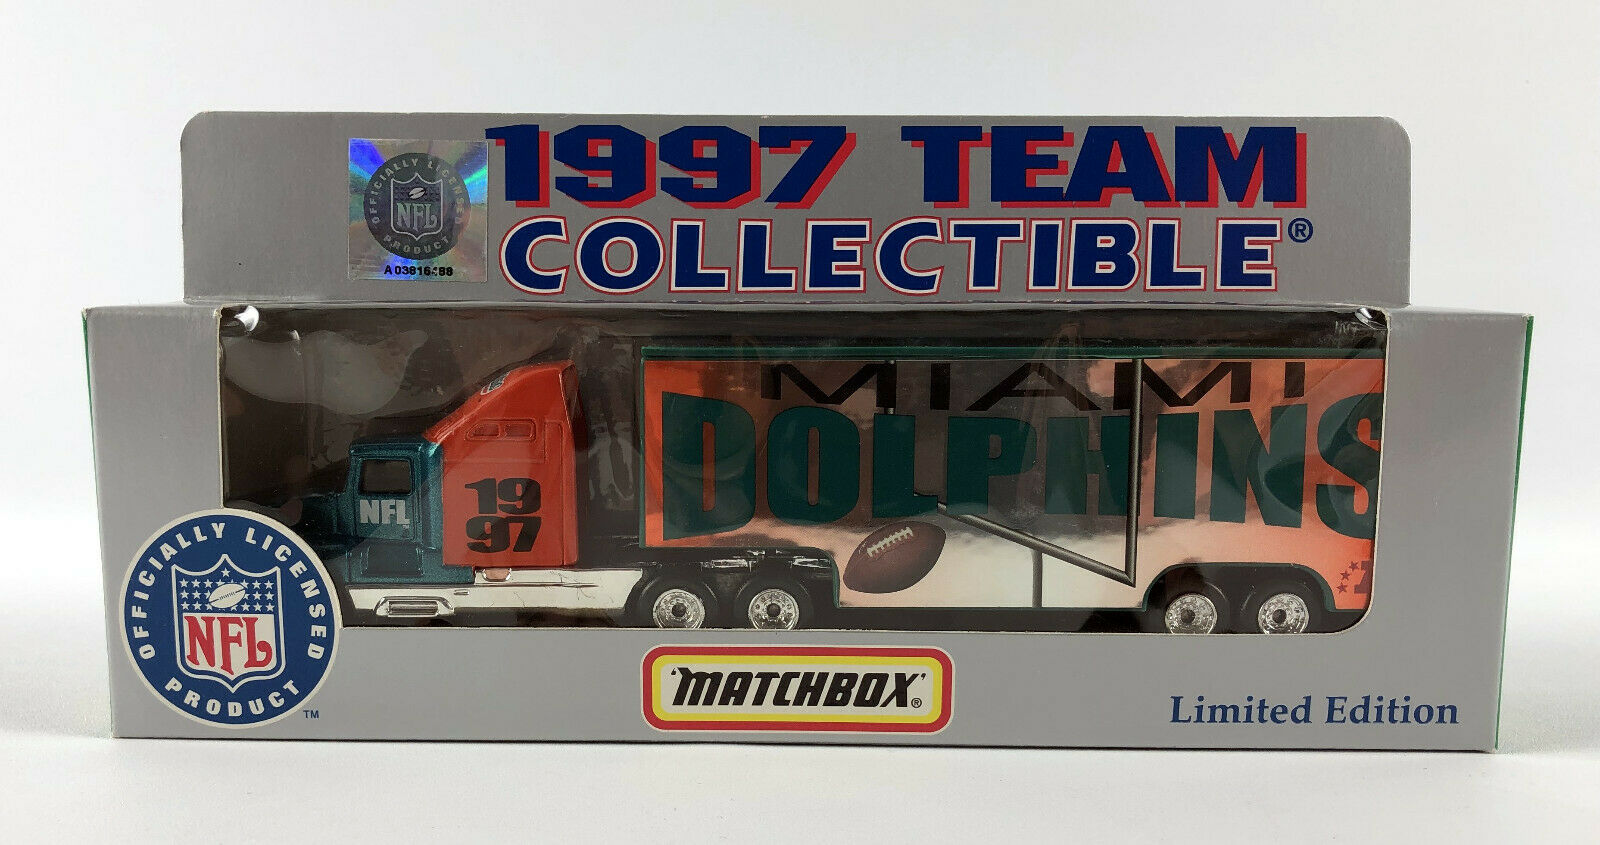 1997 TEAM
COLLECTIBLE®
OFFICIALLY LICENSED
NFL
PRODUCT
MIAMI
DOLPHINS
NFL
19
97
OFFICIALLY LICENSED
NFL
PRODUCT
TM
"MATCHBOX"®
Limited Edition